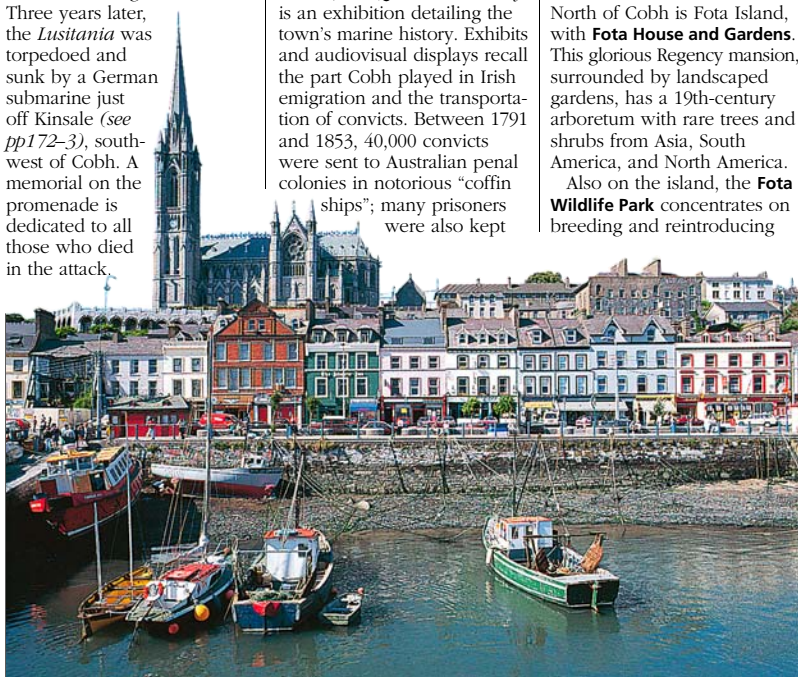 Three years later,
the Lusitania was
torpedoed and
sunk by a German
submarine just
off Kinsale (see
pp172–3), south-
west of Cobh. A
memorial on the
promenade is
dedicated to all
those who died
in the attack.
is an exhibition detailing the
town's marine history. Exhibits
and audiovisual displays recall
the part Cobh played in Irish
emigration and the transporta-
tion of convicts. Between 1791
and 1853, 40,000 convicts
were sent to Australian penal
colonies in notorious “coffin
ships”; many prisoners
were also kept
North of Cobh is Fota Island,
with Fota House and Gardens.
This glorious Regency mansion,
surrounded by landscaped
gardens, has a 19th-century
arboretum with rare trees and
shrubs from Asia, South
America, and North America.
Also on the island, the Fota
Wildlife Park concentrates on
breeding and reintroducing